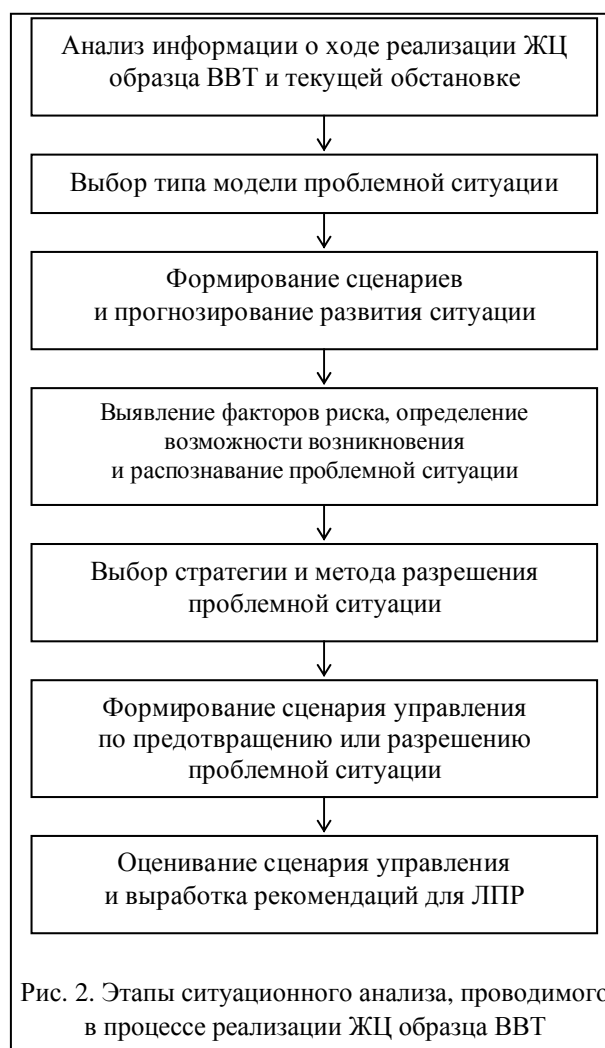 Анализ информации о ходе реализации ЖЦ
образца ВВТ и текущей обстановке
Выбор типа модели проблемной ситуации
Формирование сценариев
и прогнозирование развития ситуации
Выявление факторов риска, определение
возможности возникновения
и распознавание проблемной ситуации
Выбор стратегии и метода разрешения
проблемной ситуации
Формирование сценария управления
по предотвращению или разрешению
проблемной ситуации
Оценивание сценария управления
и выработка рекомендаций для ЛПР
Рис. 2. Этапы ситуационного анализа, проводимого
в процессе реализации ЖЦ образца ВВТ